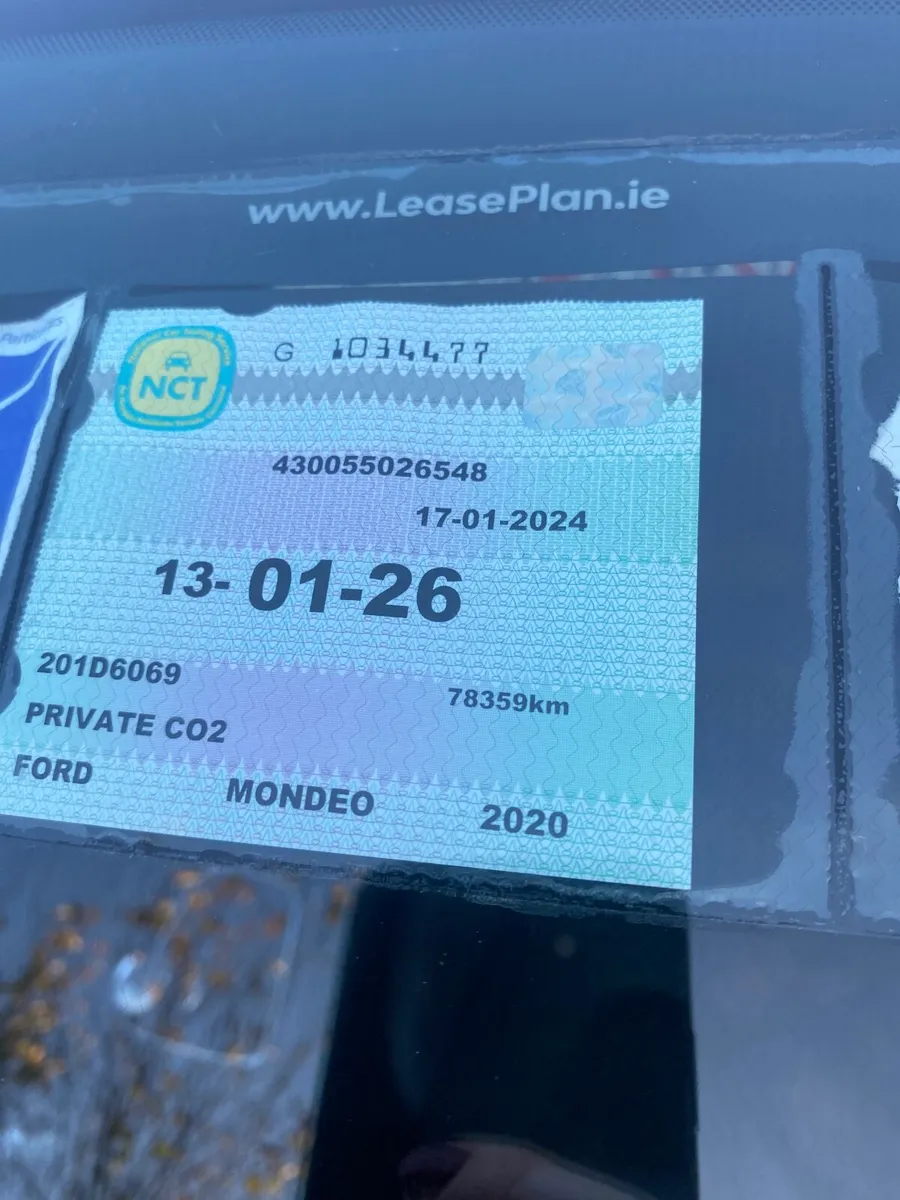 www.LeasePlan.ie
NCT
G 1034477
430055026548
17-01-2024
13-01-26
201D6069
78359km
PRIVATE CO2
FORD MONDEO 2020